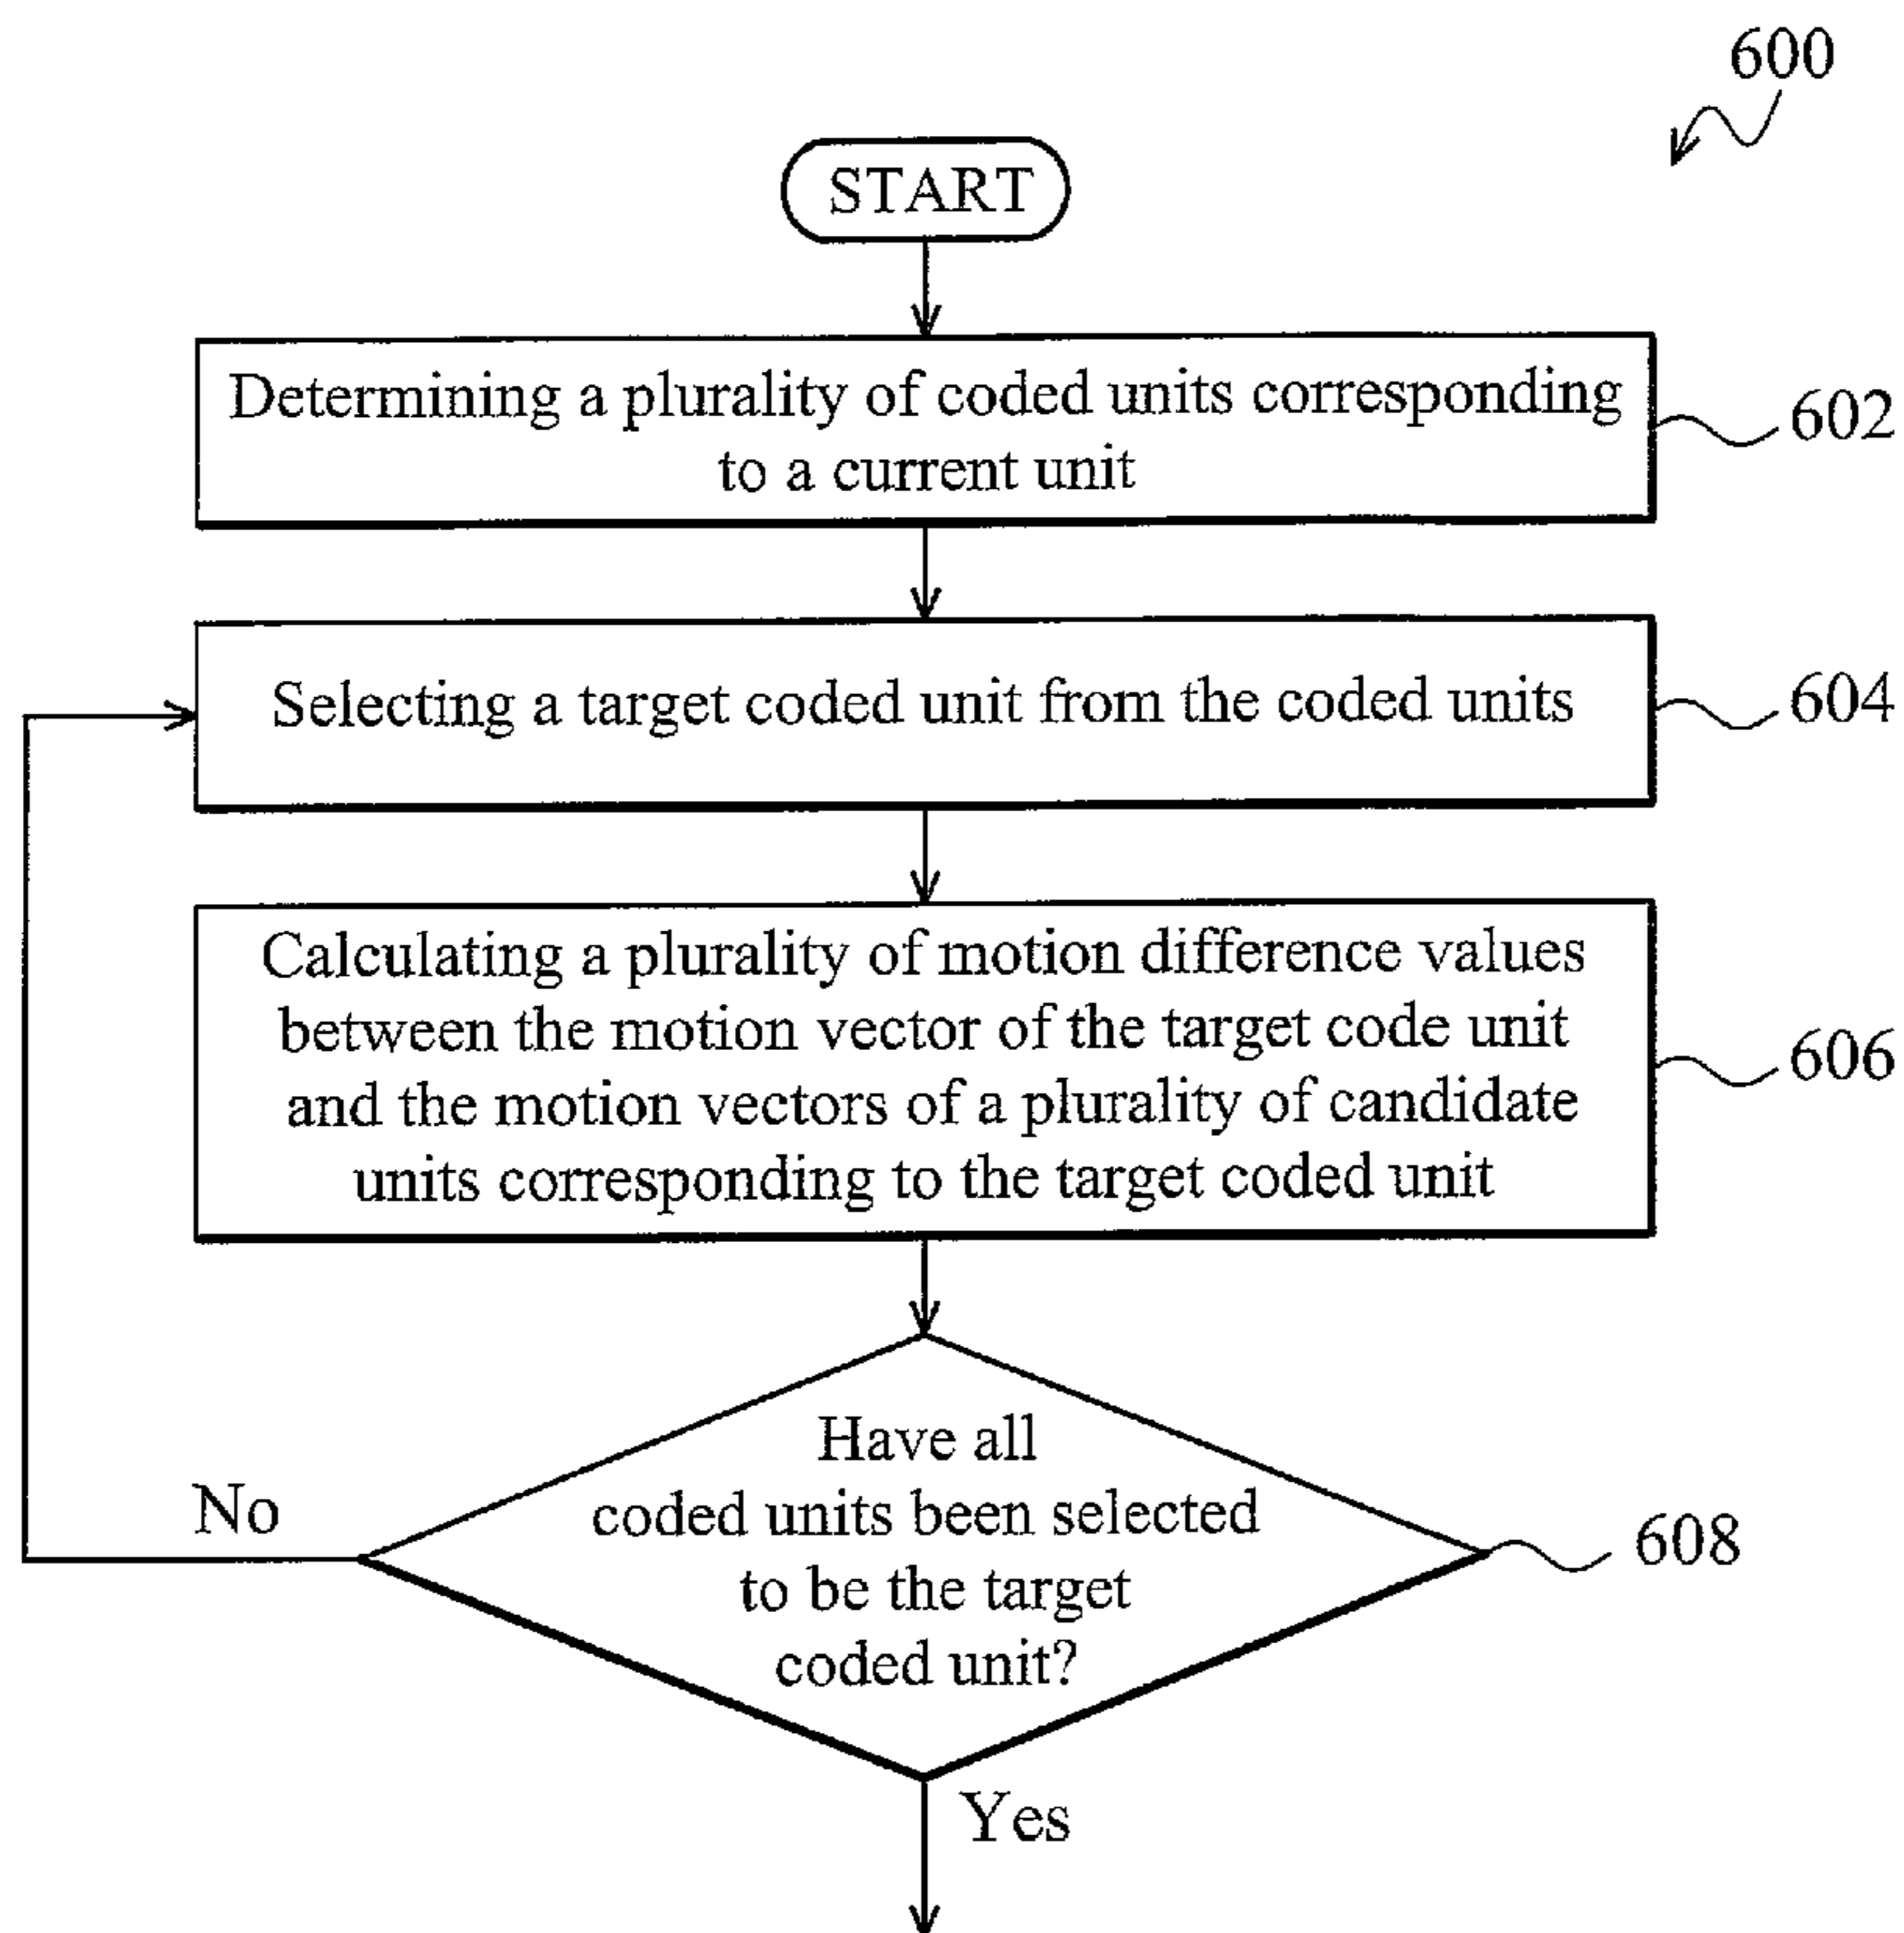 600
START
Determining a plurality of coded units corresponding
to a current unit
602
Selecting a target coded unit from the coded units
604
Calculating a plurality of motion difference values
between the motion vector of the target code unit
and the motion vectors of a plurality of candidate
units corresponding to the target coded unit
606
Have all
coded units been selected
to be the target
coded unit?
608
No
Yes